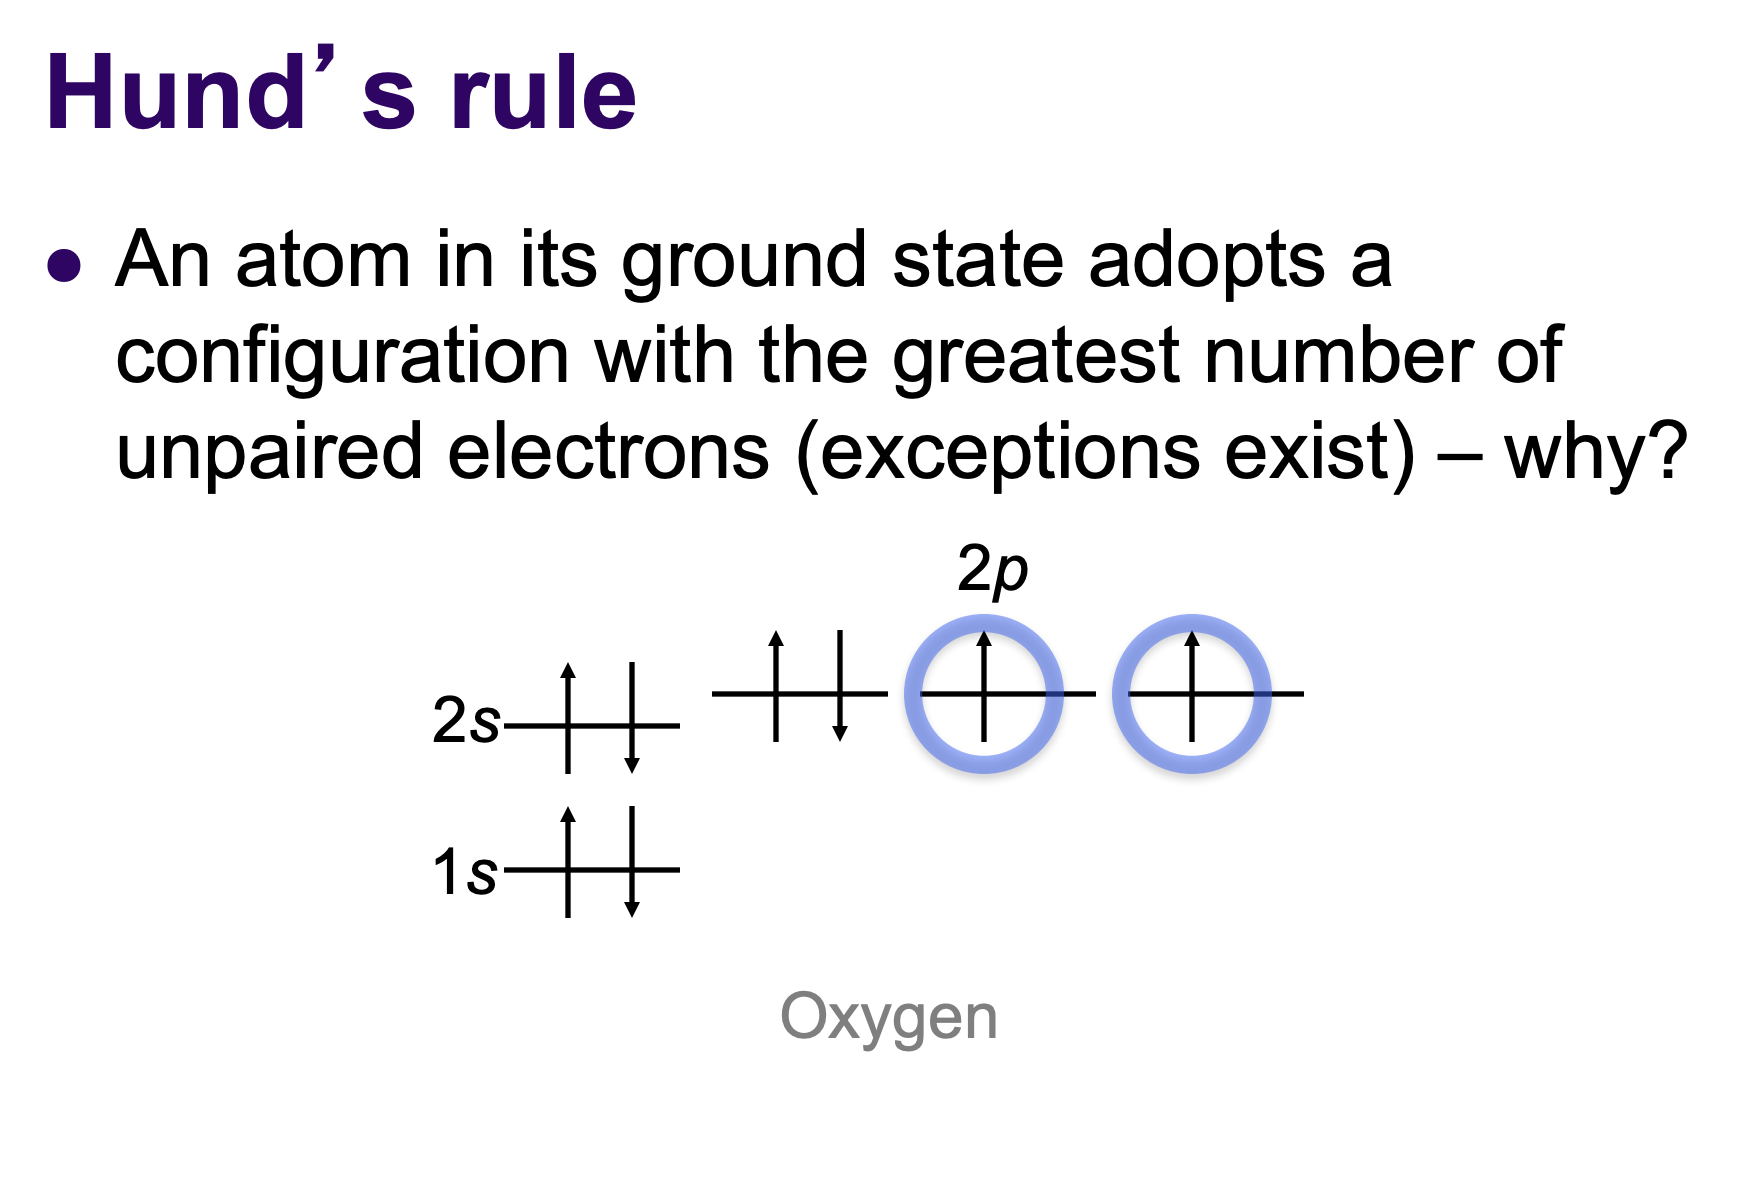 Hund’s rule
• An atom in its ground state adopts a
configuration with the greatest number of
unpaired electrons (exceptions exist) – why?
2p
2s
1s
Oxygen